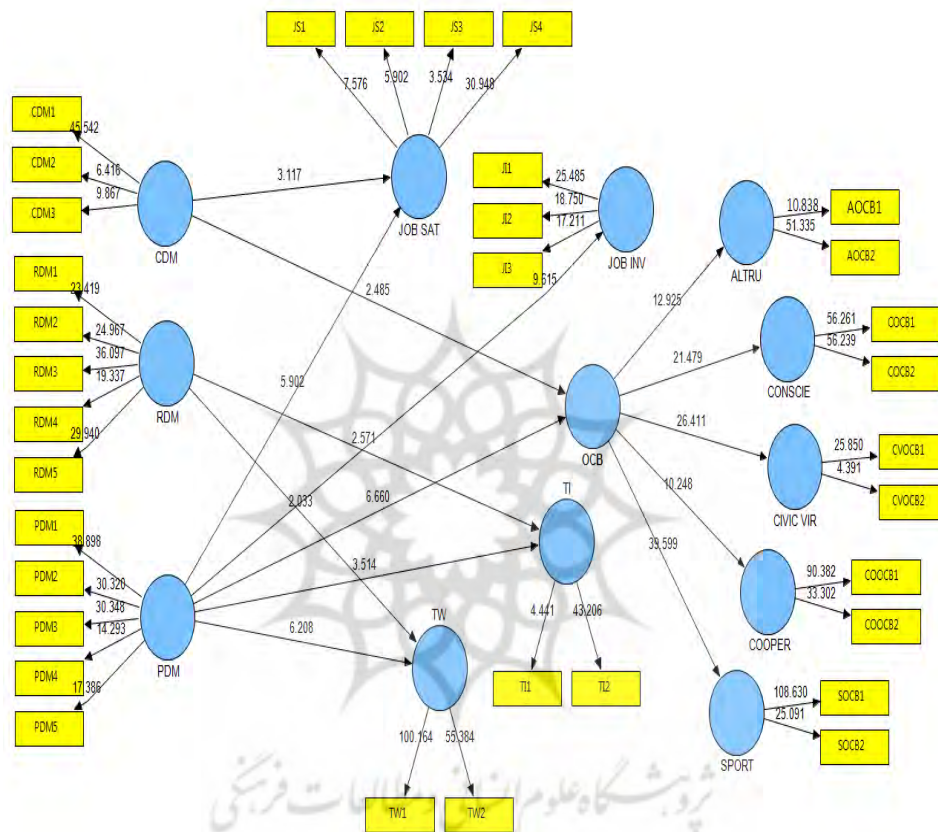 JS1
JS2
JS3
JS4
7.576
5.902
3.534
30.948
CDM1
45.542
CDM2
6.416
CDM3
9.867
CDM
3.117
JOB SAT
2.485
JI1
25.485
JI2
18.750
JI3
17.211
JOB INV
9.615
ALTRU
10.838
AOCB1
51.335
AOCB2
12.925
RDM1
23.419
RDM2
24.967
RDM3
36.097
RDM4
19.337
RDM5
29.940
RDM
5.902
2.571
2.033
OCB
21.479
CONSCIE
56.261
COCB1
56.239
COCB2
26.411
CIVIC VIR
25.850
CVOCB1
4.391
CVOCB2
10.248
39.599
PDM1
38.898
PDM2
30.320
PDM3
30.348
PDM4
14.293
PDM5
17.386
PDM
6.660
3.514
6.208
TI
4.441
43.206
TI1
TI2
TW
100.164
55.384
TW1
TW2
COOPER
90.382
COOCB1
33.302
COOCB2
SPORT
108.630
SOCB1
25.091
SOCB2
پژوهشگاه علوم انسانی و مطالعات فرهنگی